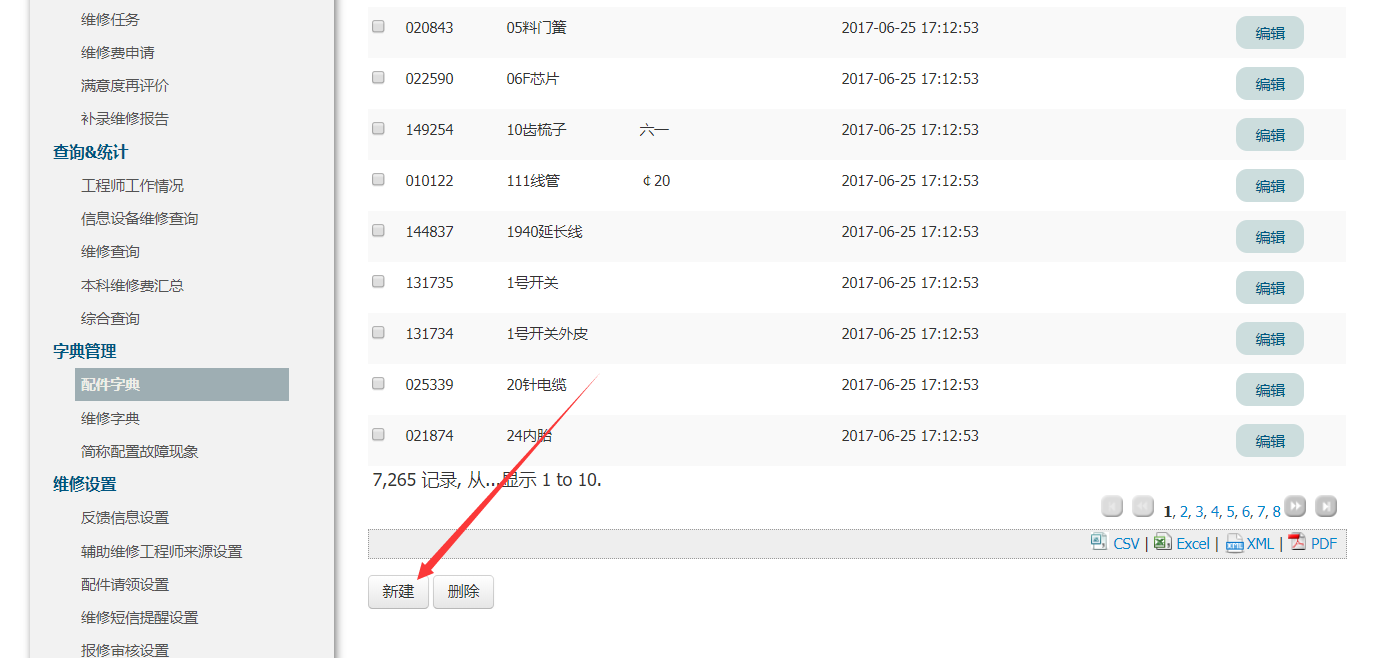 维修任务
维修费申请
满意度再评价
补录维修报告
查询&统计
工程师工作情况
信息设备维修查询
维修查询
本科维修费汇总
综合查询
字典管理
配件字典
维修字典
简称配置故障现象
维修设置
反馈信息设置
辅助维修工程师来源设置
配件请领设置
维修短信提醒设置
报修审核设置
020843 05料门簧 2017-06-25 17:12:53 编辑
022590 06F芯片 2017-06-25 17:12:53 编辑
149254 10齿梳子 六一 2017-06-25 17:12:53 编辑
010122 111线管 ￠20 2017-06-25 17:12:53 编辑
144837 1940延长线 2017-06-25 17:12:53 编辑
131735 1号开关 2017-06-25 17:12:53 编辑
131734 1号开关外皮 2017-06-25 17:12:53 编辑
025339 20针电缆 2017-06-25 17:12:53 编辑
021874 24内胎 2017-06-25 17:12:53 编辑
7,265 记录, 从...显示 1 to 10.
1, 2, 3, 4, 5, 6, 7, 8
CSV | Excel | XML | PDF
新建 删除